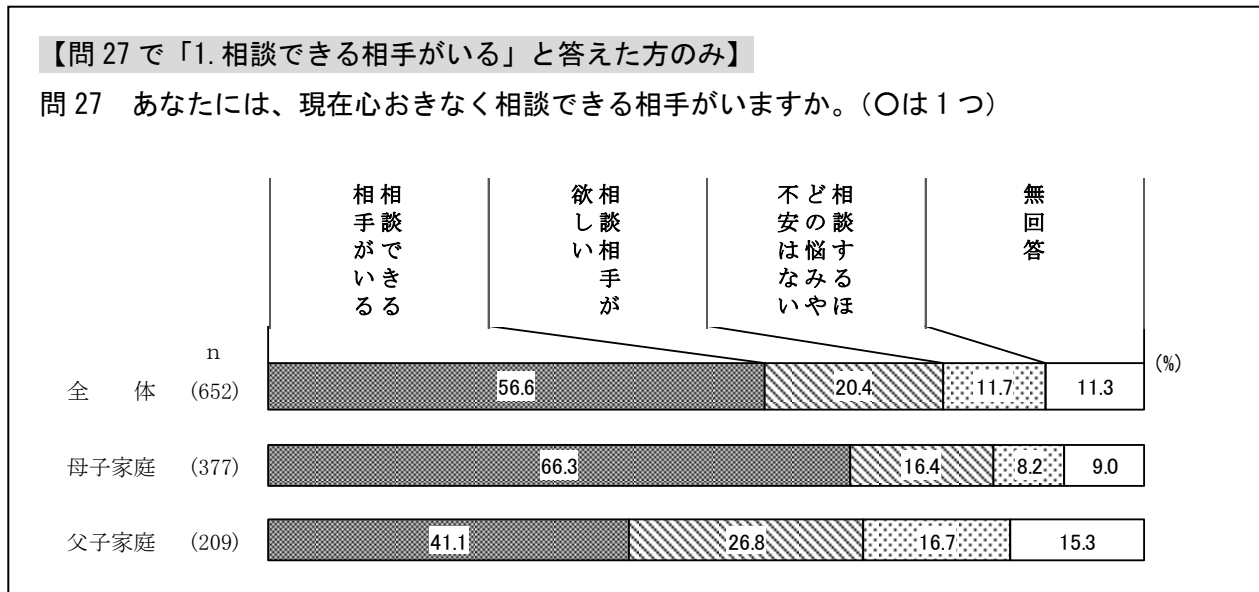 【問27で「1.相談できる相手がいる」と答えた方のみ】
問27　あなたには、現在心おきなく相談できる相手がいますか。（〇は1つ）
相談できる
相手がいる
相談相手が
欲しい
相談するほ
どの悩みや
不安はない
無回答
n
(%)
全　体 (652) 56.6 20.4 11.7 11.3
母子家庭 (377) 66.3 16.4 8.2 9.0
父子家庭 (209) 41.1 26.8 16.7 15.3